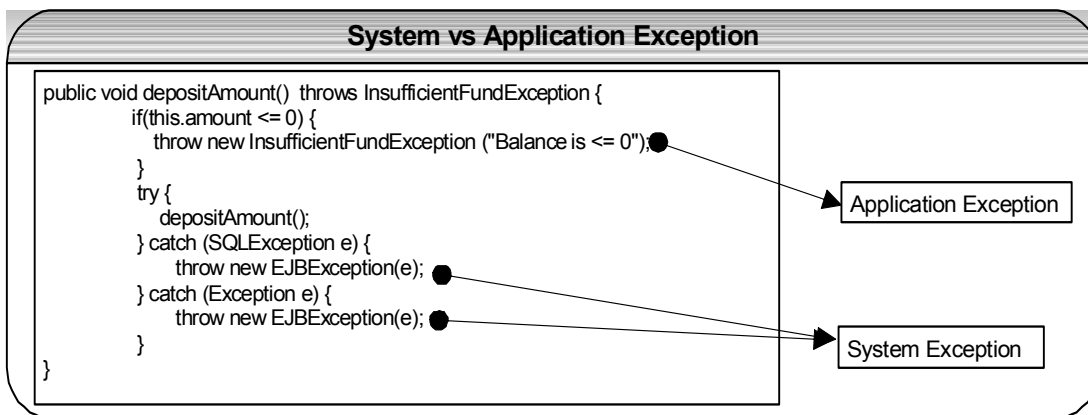 System vs Application Exception
public void depositAmount() throws InsufficientFundException {
if(this.amount <= 0) {
throw new InsufficientFundException ("Balance is <= 0");
}
try {
depositAmount();
} catch (SQLException e) {
throw new EJBException(e);
} catch (Exception e) {
throw new EJBException(e);
}
}
Application Exception
System Exception